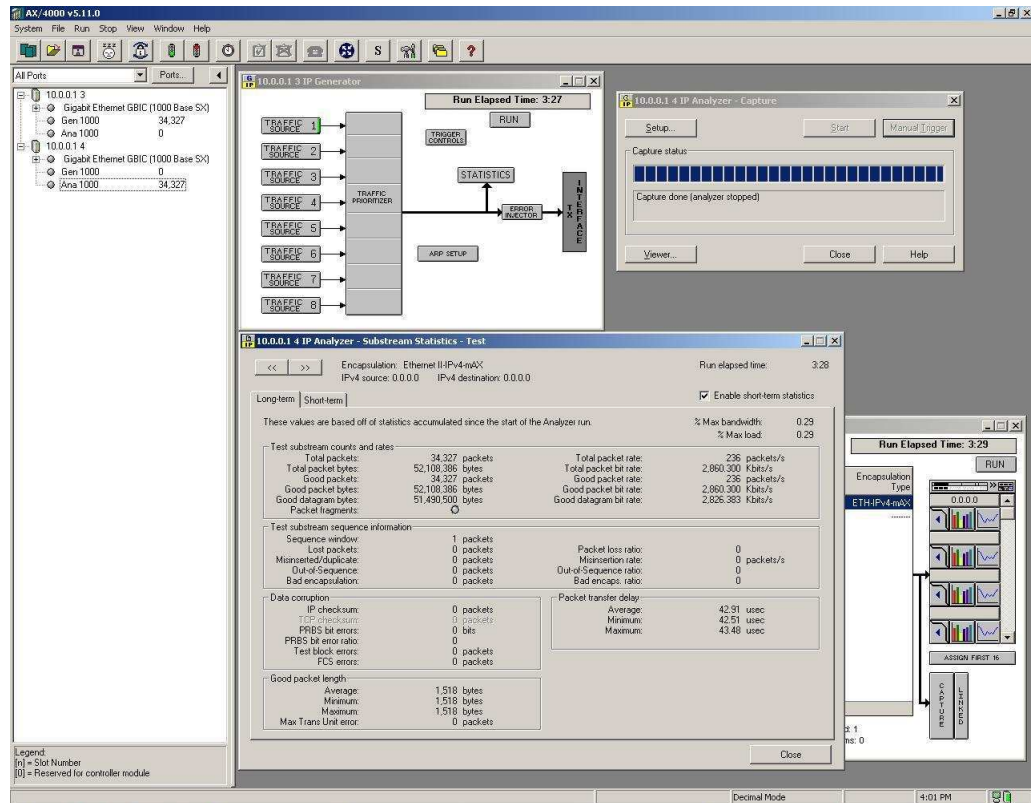 AX/4000 v5.11.0
System File Run Stop View Window Help
S
?
All Ports
Ports...
10.0.0.1 3
Gigabit Ethernet GBIC (1000 Base SX)
Gen 1000 34,327
Ana 1000 0
10.0.0.1 4
Gigabit Ethernet GBIC (1000 Base SX)
Gen 1000 0
Ana 1000 34,327
Legend:
[n] = Slot Number
[0] = Reserved for controller module
10.0.0.1 3 IP Generator
Run Elapsed Time: 3:27
RUN
TRIGGER CONTROLS
TRAFFIC SOURCE 1
TRAFFIC SOURCE 2
TRAFFIC SOURCE 3
TRAFFIC SOURCE 4
TRAFFIC SOURCE 5
TRAFFIC SOURCE 6
TRAFFIC SOURCE 7
TRAFFIC SOURCE 8
TRAFFIC PRIORITIZER
STATISTICS
ERROR INJECTOR
TX INTERFACE
ARP SETUP
10.0.0.1 4 IP Analyzer - Capture
Setup...
Start
Manual Trigger
Capture status
Capture done (analyzer stopped)
Viewer...
Close
Help
10.0.0.1 4 IP Analyzer - Substream Statistics - Test
<< >>
Encapsulation: Ethernet II-IPv4-mAX
Run elapsed time: 3:28
IPv4 source: 0.0.0.0 IPv4 destination: 0.0.0.0
Long-term Short-term
Enable short-term statistics
These values are based off of statistics accumulated since the start of the Analyzer run.
% Max bandwidth: 0.29
% Max load: 0.29
Test substream counts and rates
Total packets: 34,327 packets Total packet rate: 236 packets/s
Total packet bytes: 52,108,386 bytes Total packet bit rate: 2,860.300 Kbits/s
Good packets: 34,327 packets Good packet rate: 236 packets/s
Good packet bytes: 52,108,386 bytes Good packet bit rate: 2,860.300 Kbits/s
Good datagram bytes: 51,490,500 bytes Good datagram bit rate: 2,826.383 Kbits/s
Packet fragments:
Test substream sequence information
Sequence window: 1 packets
Lost packets: 0 packets Packet loss ratio: 0
Misinserted/duplicate: 0 packets Misinsertion rate: 0 packets/s
Out-of-Sequence: 0 packets Out-of-Sequence ratio: 0
Bad encapsulation: 0 packets Bad encaps. ratio: 0
Data corruption
IP checksum: 0 packets
TCP checksum: 0 packets
PRBS bit errors: 0 bits
PRBS bit error ratio: 0
Test block errors: 0 packets
FCS errors: 0 packets
Packet transfer delay
Average: 42.91 usec
Minimum: 42.51 usec
Maximum: 43.48 usec
Good packet length
Average: 1,518 bytes
Minimum: 1,518 bytes
Maximum: 1,518 bytes
Max Trans Unit error: 0 packets
Close
Run Elapsed Time: 3:29
RUN
Encapsulation Type
ETH-IPv4-mAX
--------
0.0.0.0
ASSIGN FIRST 16
CAPTURE
LINKED
d: 1
ms: 0
Decimal Mode
4:01 PM